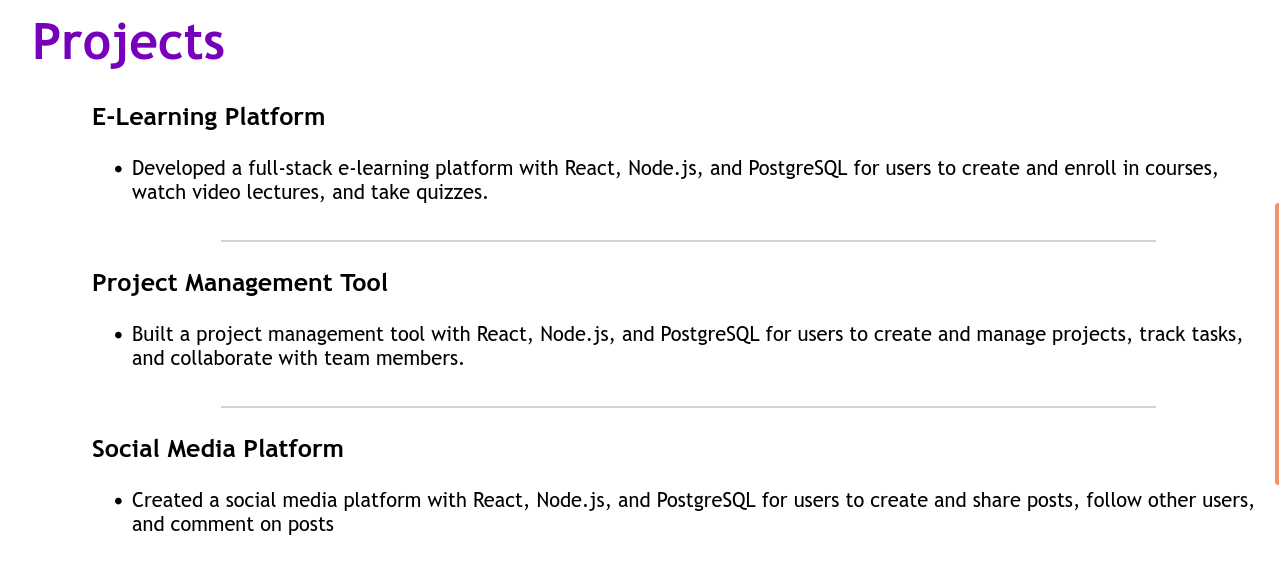 Projects
E-Learning Platform
• Developed a full-stack e-learning platform with React, Node.js, and PostgreSQL for users to create and enroll in courses,
watch video lectures, and take quizzes.
Project Management Tool
• Built a project management tool with React, Node.js, and PostgreSQL for users to create and manage projects, track tasks,
and collaborate with team members.
Social Media Platform
• Created a social media platform with React, Node.js, and PostgreSQL for users to create and share posts, follow other users,
and comment on posts